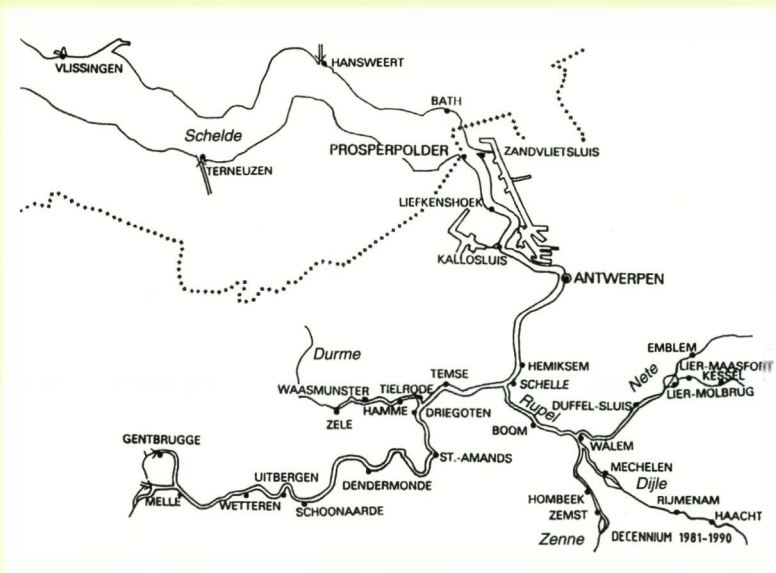 VLISSINGEN
HANSWEERT
BATH
Schelde
PROSPERPOLDER
ZANDVLIETSLUIS
TERNEUZEN
LIEFKENSHOEK
KALLOSLUIS
ANTWERPEN
Durme
EMBLEM
HEMIKSEM
LIER-MAASFORT
KESSEL
TEMSE
SCHELLE
Nete
WAASMUNSTER
TIELRODE
LIER-MOLBRUG
Rupel
DUFFEL-SLUIS
HAMME
DRIEGOTEN
ZELE
BOOM
GENTBRUGGE
WALEM
ST.-AMANDS
MECHELEN
UITBERGEN
DENDERMONDE
Dijle
MELLE
WETTEREN
HOMBEEK
RIJMENAM
SCHOONAARDE
ZEMST
HAACHT
Zenne
DECENNIUM 1981-1990